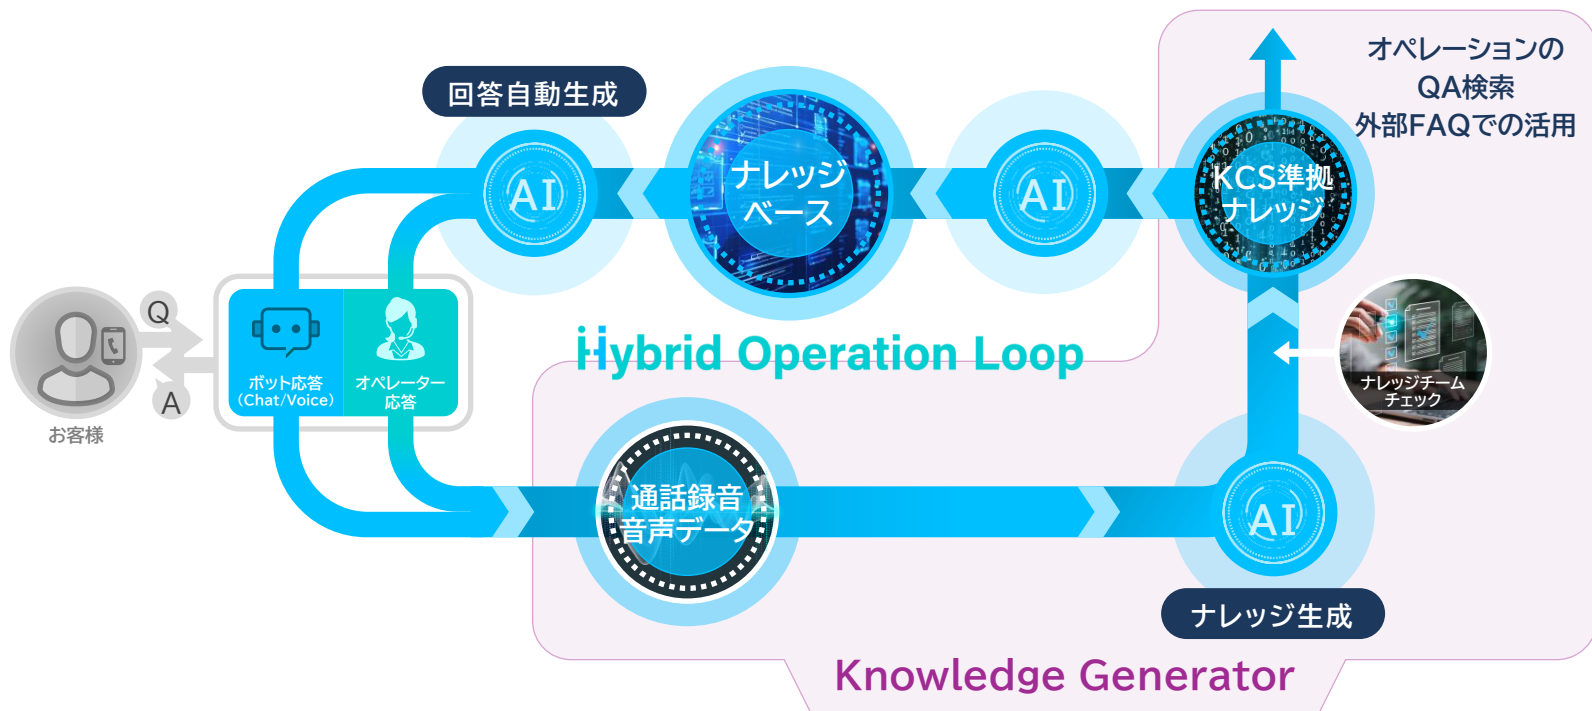 オペレーションの
QA検索
外部FAQでの活用
回答自動生成
AI
ナレッジ
ベース
AI
KCS準拠
ナレッジ
Q
A
お客様
ボット応答
（Chat/Voice）
オペレーター
応答
Hybrid Operation Loop
ナレッジチーム
チェック
通話録音
音声データ
AI
ナレッジ生成
Knowledge Generator